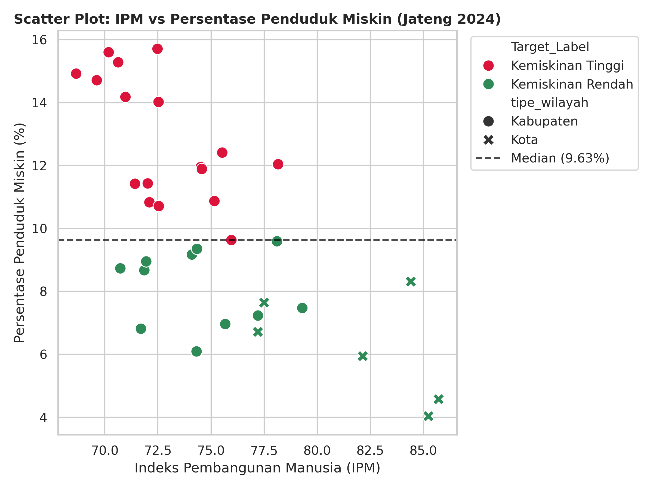 Scatter Plot: IPM vs Persentase Penduduk Miskin (Jateng 2024)
16
14
12
10
8
6
4
Persentase Penduduk Miskin (%)
70.0 72.5 75.0 77.5 80.0 82.5 85.0
Indeks Pembangunan Manusia (IPM)
Target_Label
Kemiskinan Tinggi
Kemiskinan Rendah
tipe_wilayah
Kabupaten
Kota
Median (9.63%)